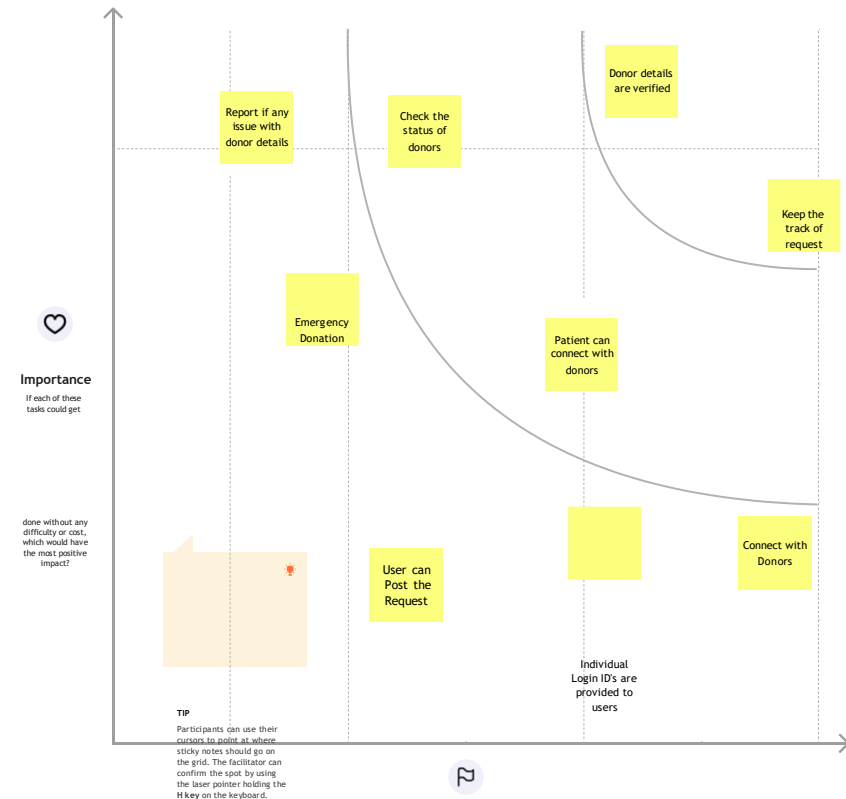 Donor details
are verified
Report if any
issue with
donor details
Check the
status of
donors
Keep the
track of
request
Emergency
Donation
Patient can
connect with
donors
Importance
If each of these
tasks could get
done without any
difficulty or cost,
which would have
the most positive
impact?
User can
Post the
Request
Connect with
Donors
Individual
Login ID's are
provided to
users
TIP
Participants can use their
cursors to point at where
sticky notes should go on
the grid. The facilitator can
confirm the spot by using
the laser pointer holding the
H key on the keyboard.